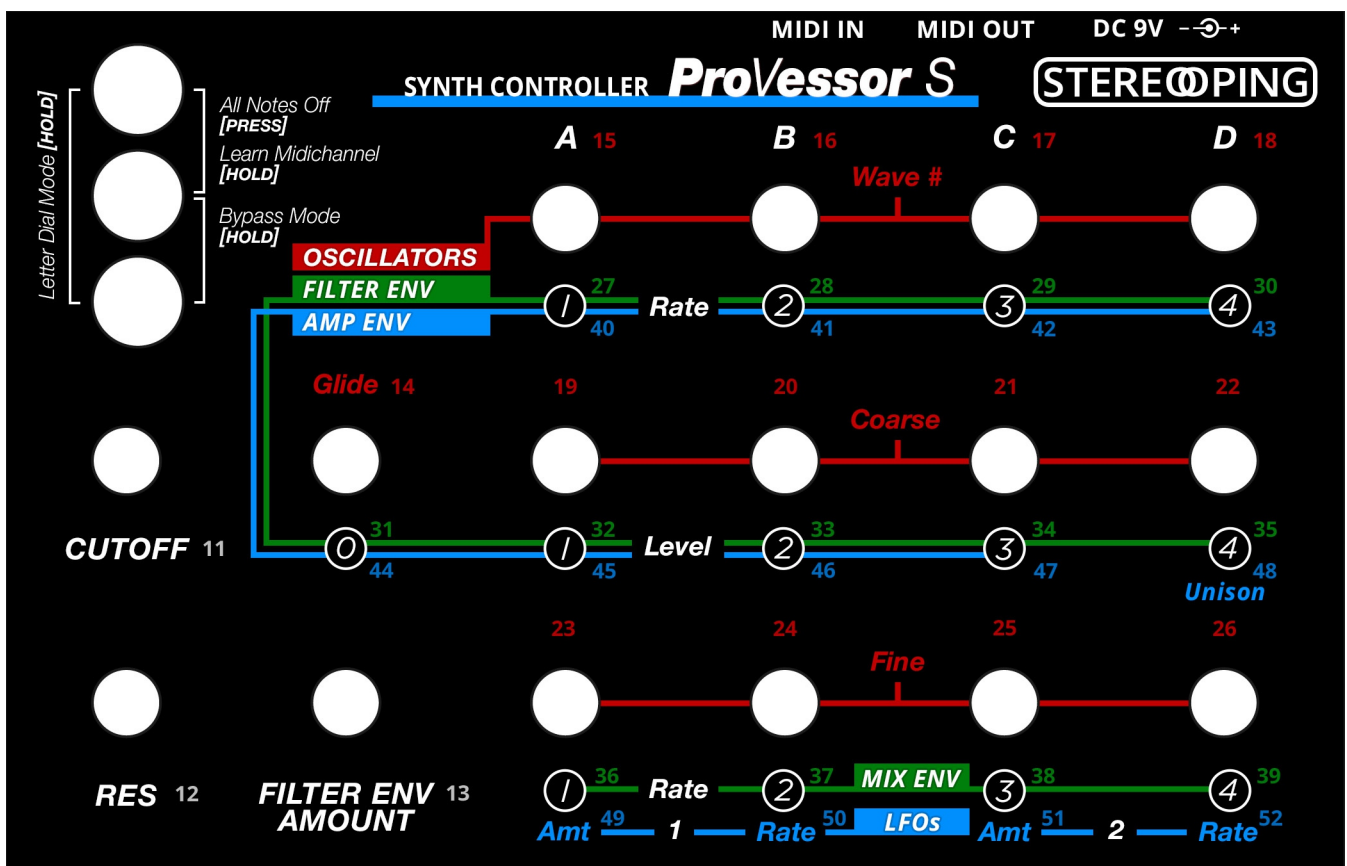 MIDI IN MIDI OUT DC 9V - +
SYNTH CONTROLLER ProVessor S STEREOPING
Letter Dial Mode [HOLD]
All Notes Off
[PRESS]
Learn Midichannel
[HOLD]
Bypass Mode
[HOLD]
A 15 B 16 C 17 D 18
Wave #
OSCILLATORS
FILTER ENV
AMP ENV
27 28 29 30
1 Rate 2 3 4
40 41 42 43
Glide 14 19 20 21 22
Coarse
CUTOFF 11
31 32 33 34 35
0 1 Level 2 3 4
44 45 46 47 48
Unison
23 24 25 26
Fine
RES 12
FILTER ENV 13
AMOUNT
36 37 38 39
1 Rate 2 MIX ENV 3 4
Amt 49 1 Rate 50 LFOs Amt 51 2 Rate 52